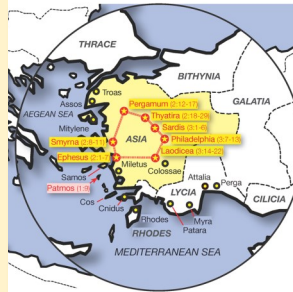 THRACE
BITHYNIA
Troas
Pergamum (2:12-17)
GALATIA
Assos
Thyatira (2:18-29)
AEGEAN SEA
ASIA
Sardis (3:1-6)
Mitylene
Philadelphia (3:7-13)
Smyrna (2:8-11)
Laodicea (3:14-22)
Ephesus (2:1-7)
Colossae
Miletus
Samos
Attalia
Patmos (1:9)
Perga
LYCIA
CILICIA
Cos
Cnidus
Myra
Rhodes
Patara
RHODES
MEDITERRANEAN SEA